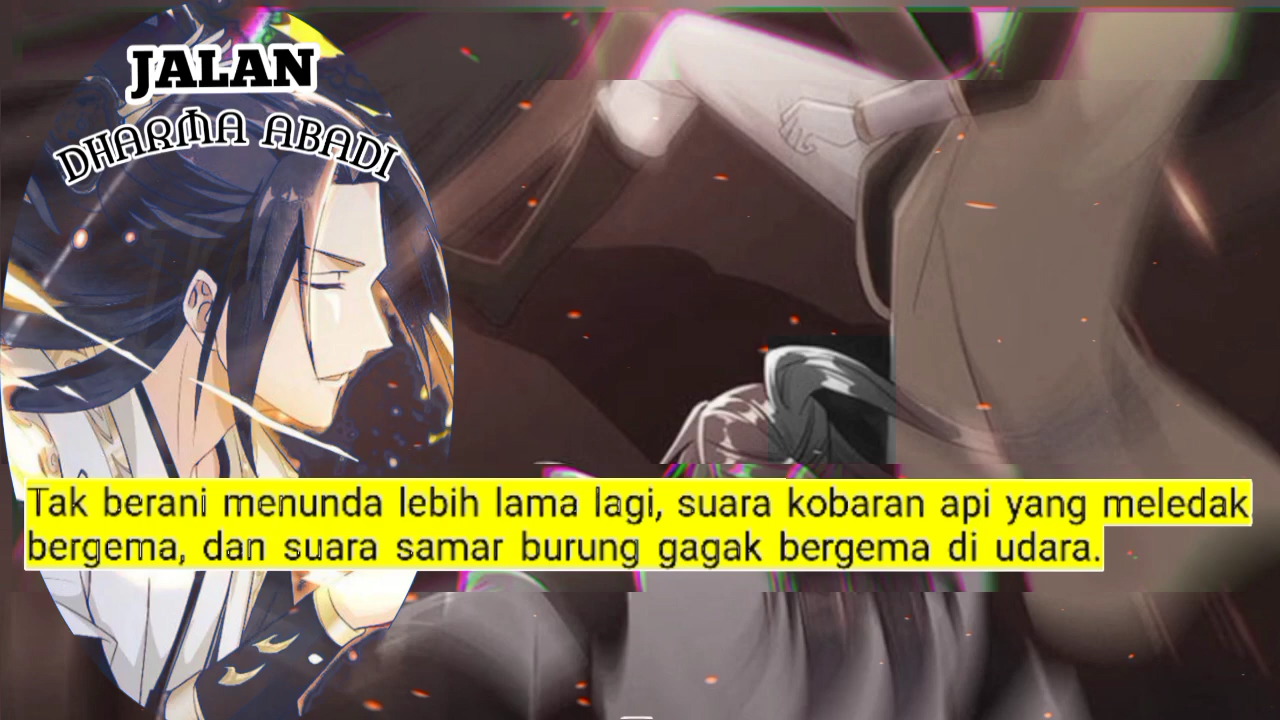 JALAN
DHARMA ABADI
Tak berani menunda lebih lama lagi, suara kobaran api yang meledak
bergema, dan suara samar burung gagak bergema di udara.